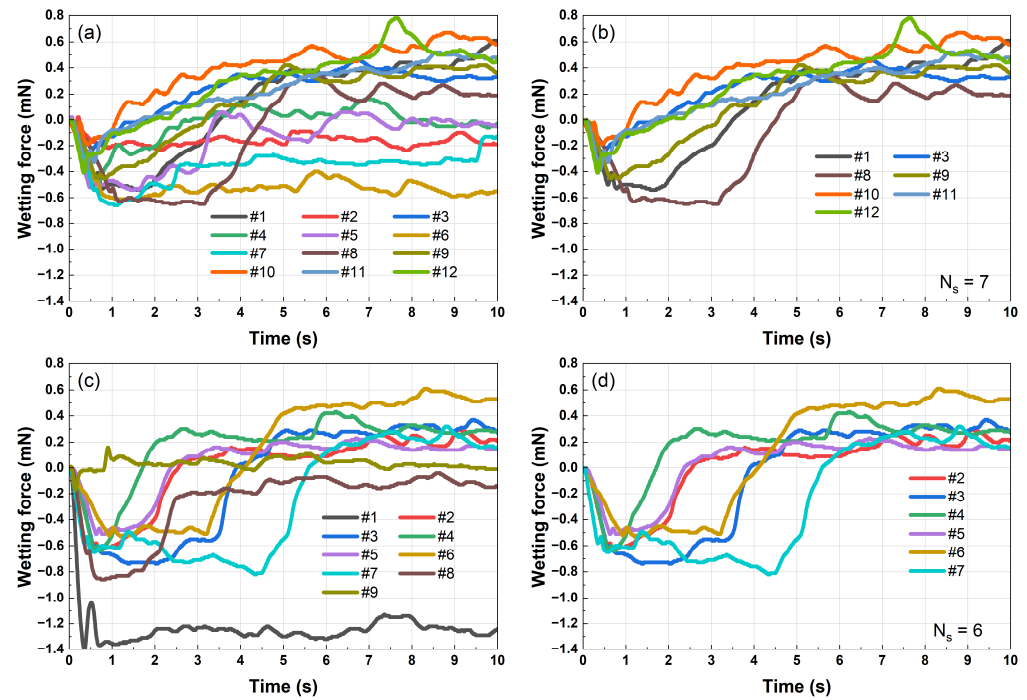 (a)
Wetting force (mN)
0.8
0.6
0.4
0.2
0.0
−0.2
−0.4
−0.6
−0.8
−1.0
−1.2
−1.4
#1 #2 #3
#4 #5 #6
#7 #8 #9
#10 #11 #12
0 1 2 3 4 5 6 7 8 9 10
Time (s)
(b)
Wetting force (mN)
0.8
0.6
0.4
0.2
0.0
−0.2
−0.4
−0.6
−0.8
−1.0
−1.2
−1.4
#1 #3
#8 #9
#10 #11
#12
Ns = 7
0 1 2 3 4 5 6 7 8 9 10
Time (s)
(c)
Wetting force (mN)
0.8
0.6
0.4
0.2
0.0
−0.2
−0.4
−0.6
−0.8
−1.0
−1.2
−1.4
#1 #2
#3 #4
#5 #6
#7 #8
#9
0 1 2 3 4 5 6 7 8 9 10
Time (s)
(d)
Wetting force (mN)
0.8
0.6
0.4
0.2
0.0
−0.2
−0.4
−0.6
−0.8
−1.0
−1.2
−1.4
#2
#3
#4
#5
#6
#7
Ns = 6
0 1 2 3 4 5 6 7 8 9 10
Time (s)